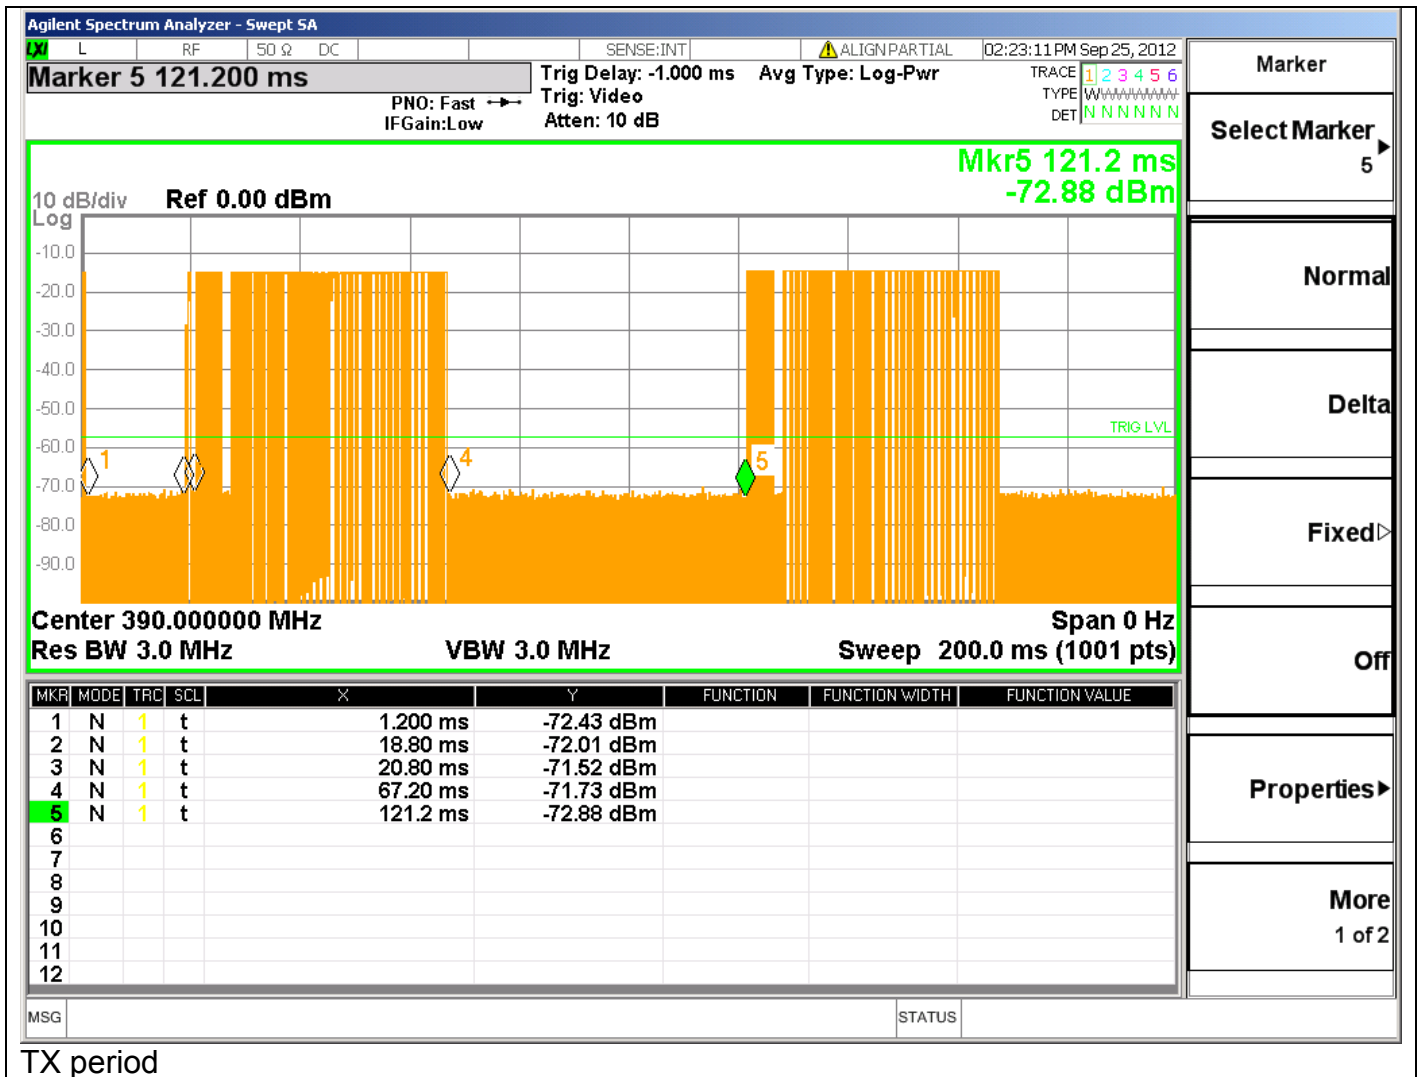 Agilent Spectrum Analyzer - Swept SA
LXI L RF 50 Ω DC SENSE:INT ALIGN PARTIAL 02:23:11 PM Sep 25, 2012
Marker 5 121.200 ms
PNO: Fast
IFGain:Low
Trig Delay: -1.000 ms
Trig: Video
Atten: 10 dB
Avg Type: Log-Pwr
TRACE 1 2 3 4 5 6
TYPE WWWWWW
DET N N N N N N
Mkr5 121.2 ms
-72.88 dBm
10 dB/div
Log
Ref 0.00 dBm
-10.0
-20.0
-30.0
-40.0
-50.0
-60.0
-70.0
-80.0
-90.0
TRIG LVL
1
4
5
Center 390.000000 MHz
Span 0 Hz
Res BW 3.0 MHz
VBW 3.0 MHz
Sweep 200.0 ms (1001 pts)
MKR MODE TRC SCL X Y FUNCTION FUNCTION WIDTH FUNCTION VALUE
1 N 1 t 1.200 ms -72.43 dBm
2 N 1 t 18.80 ms -72.01 dBm
3 N 1 t 20.80 ms -71.52 dBm
4 N 1 t 67.20 ms -71.73 dBm
5 N 1 t 121.2 ms -72.88 dBm
6
7
8
9
10
11
12
MSG
STATUS
Marker
Select Marker
5
Normal
Delta
Fixed
Off
Properties
More
1 of 2
TX period